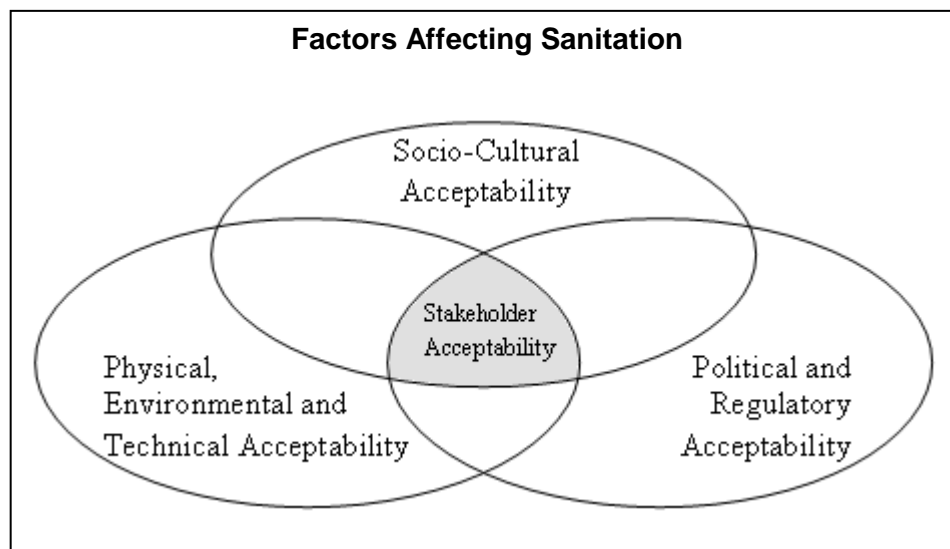 Factors Affecting Sanitation
Socio-Cultural
Acceptability
Stakeholder
Acceptability
Physical,
Environmental and
Technical Acceptability
Political and
Regulatory
Acceptability